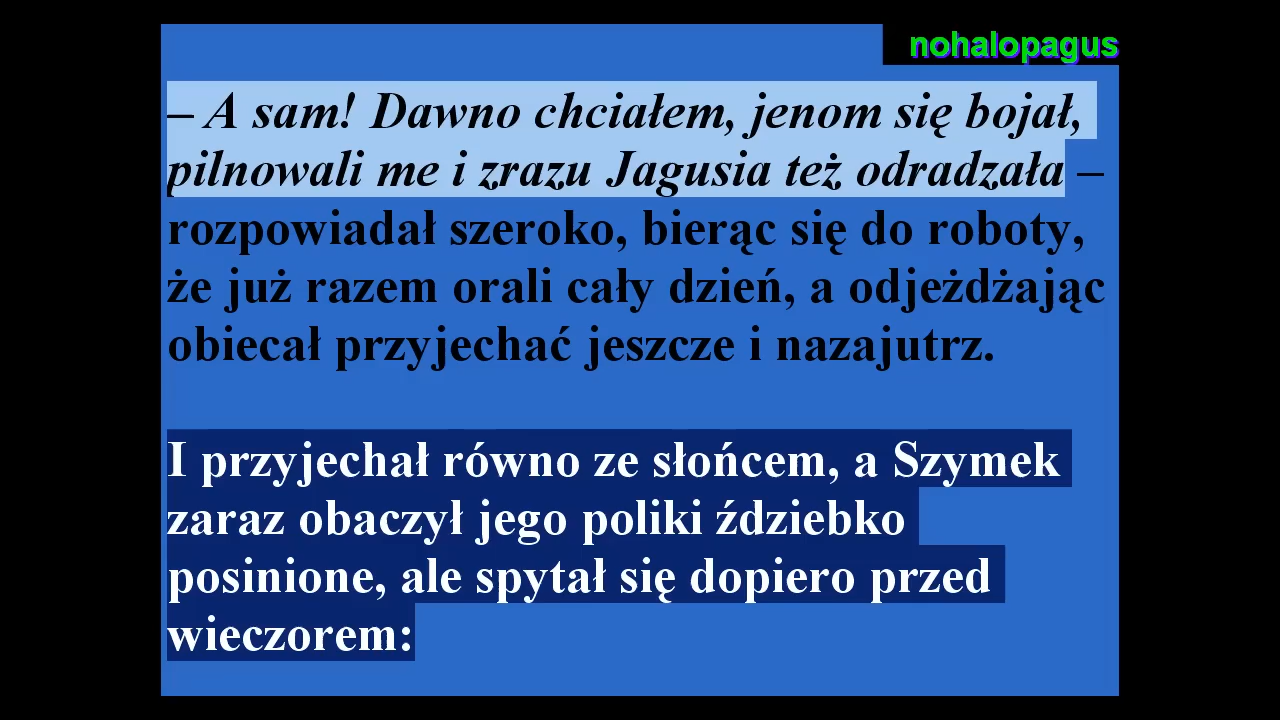 nohalopagus
– A sam! Dawno chciałem, jenom się bojał,
pilnowali me i zrazu Jagusia też odradzała –
rozpowiadał szeroko, bierąc się do roboty,
że już razem orali cały dzień, a odjeżdżając
obiecał przyjechać jeszcze i nazajutrz.
I przyjechał równo ze słońcem, a Szymek
zaraz obaczył jego poliki ździebko
posinione, ale spytał się dopiero przed
wieczorem: